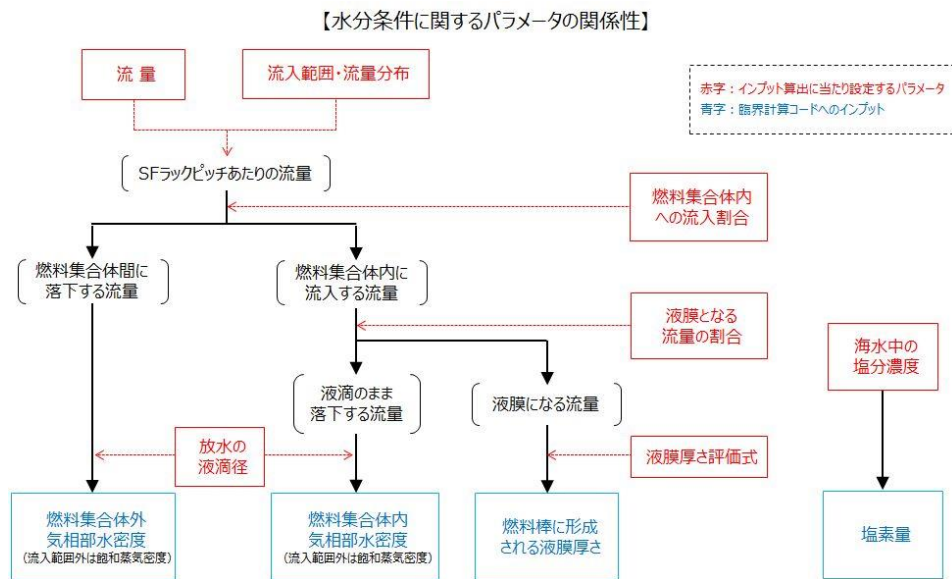 【水分条件に関するパラメータの関係性】
流 量
流入範囲・流量分布
赤字：インプット算出に当たり設定するパラメータ
青字：臨界計算コードへのインプット
SFラックピッチあたりの流量
燃料集合体内
への流入割合
燃料集合体間に
落下する流量
燃料集合体内に
流入する流量
液膜となる
流量の割合
海水中の
塩分濃度
液滴のまま
落下する流量
液膜になる流量
放水の
液滴径
液膜厚さ評価式
燃料集合体外
気相部水密度
(流入範囲外は飽和蒸気密度)
燃料集合体内
気相部水密度
(流入範囲外は飽和蒸気密度)
燃料棒に形成
される液膜厚さ
塩素量